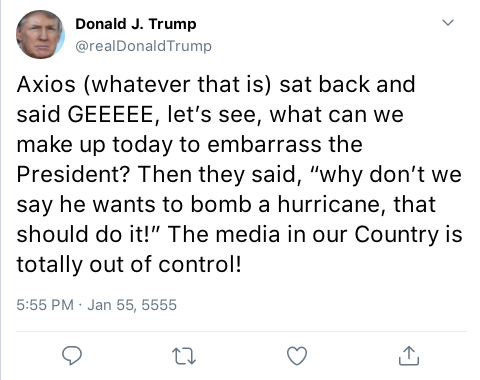 Donald J. Trump
@realDonaldTrump
Axios (whatever that is) sat back and
said GEEEEE, let’s see, what can we
make up today to embarrass the
President? Then they said, “why don’t we
say he wants to bomb a hurricane, that
should do it!” The media in our Country is
totally out of control!
5:55 PM · Jan 55, 5555